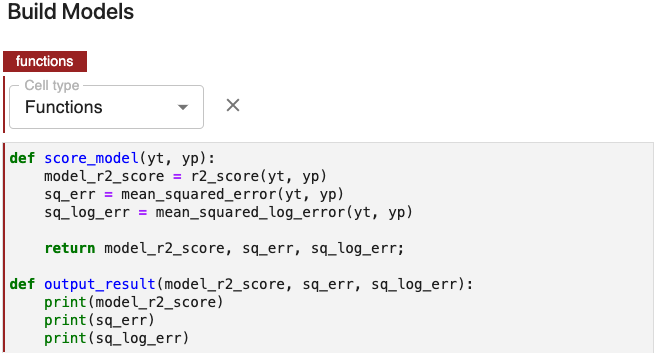 Build Models
functions
Cell type
Functions
def score_model(yt, yp):
    model_r2_score = r2_score(yt, yp)
    sq_err = mean_squared_error(yt, yp)
    sq_log_err = mean_squared_log_error(yt, yp)

    return model_r2_score, sq_err, sq_log_err;

def output_result(model_r2_score, sq_err, sq_log_err):
    print(model_r2_score)
    print(sq_err)
    print(sq_log_err)